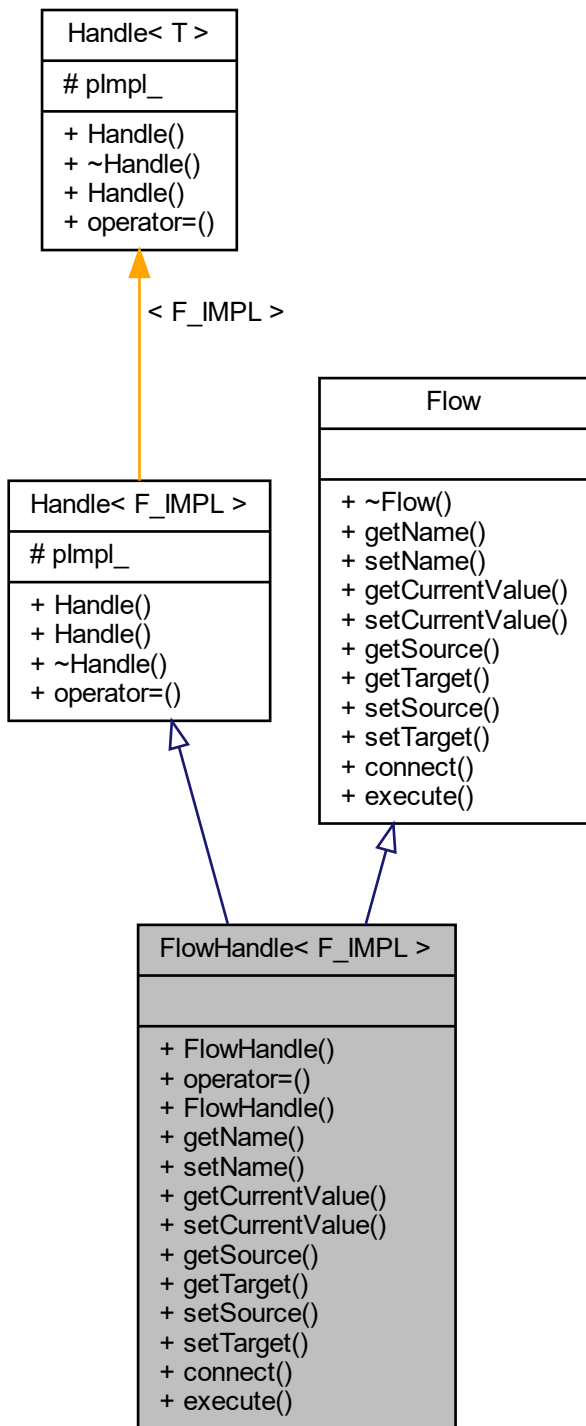 Handle< T >
# pImpl_
+ Handle()
+ ~Handle()
+ Handle()
+ operator=()
< F_IMPL >
Handle< F_IMPL >
# pImpl_
+ Handle()
+ Handle()
+ ~Handle()
+ operator=()
Flow
+ ~Flow()
+ getName()
+ setName()
+ getCurrentValue()
+ setCurrentValue()
+ getSource()
+ getTarget()
+ setSource()
+ setTarget()
+ connect()
+ execute()
FlowHandle< F_IMPL >
+ FlowHandle()
+ operator=()
+ FlowHandle()
+ getName()
+ setName()
+ getCurrentValue()
+ setCurrentValue()
+ getSource()
+ getTarget()
+ setSource()
+ setTarget()
+ connect()
+ execute()